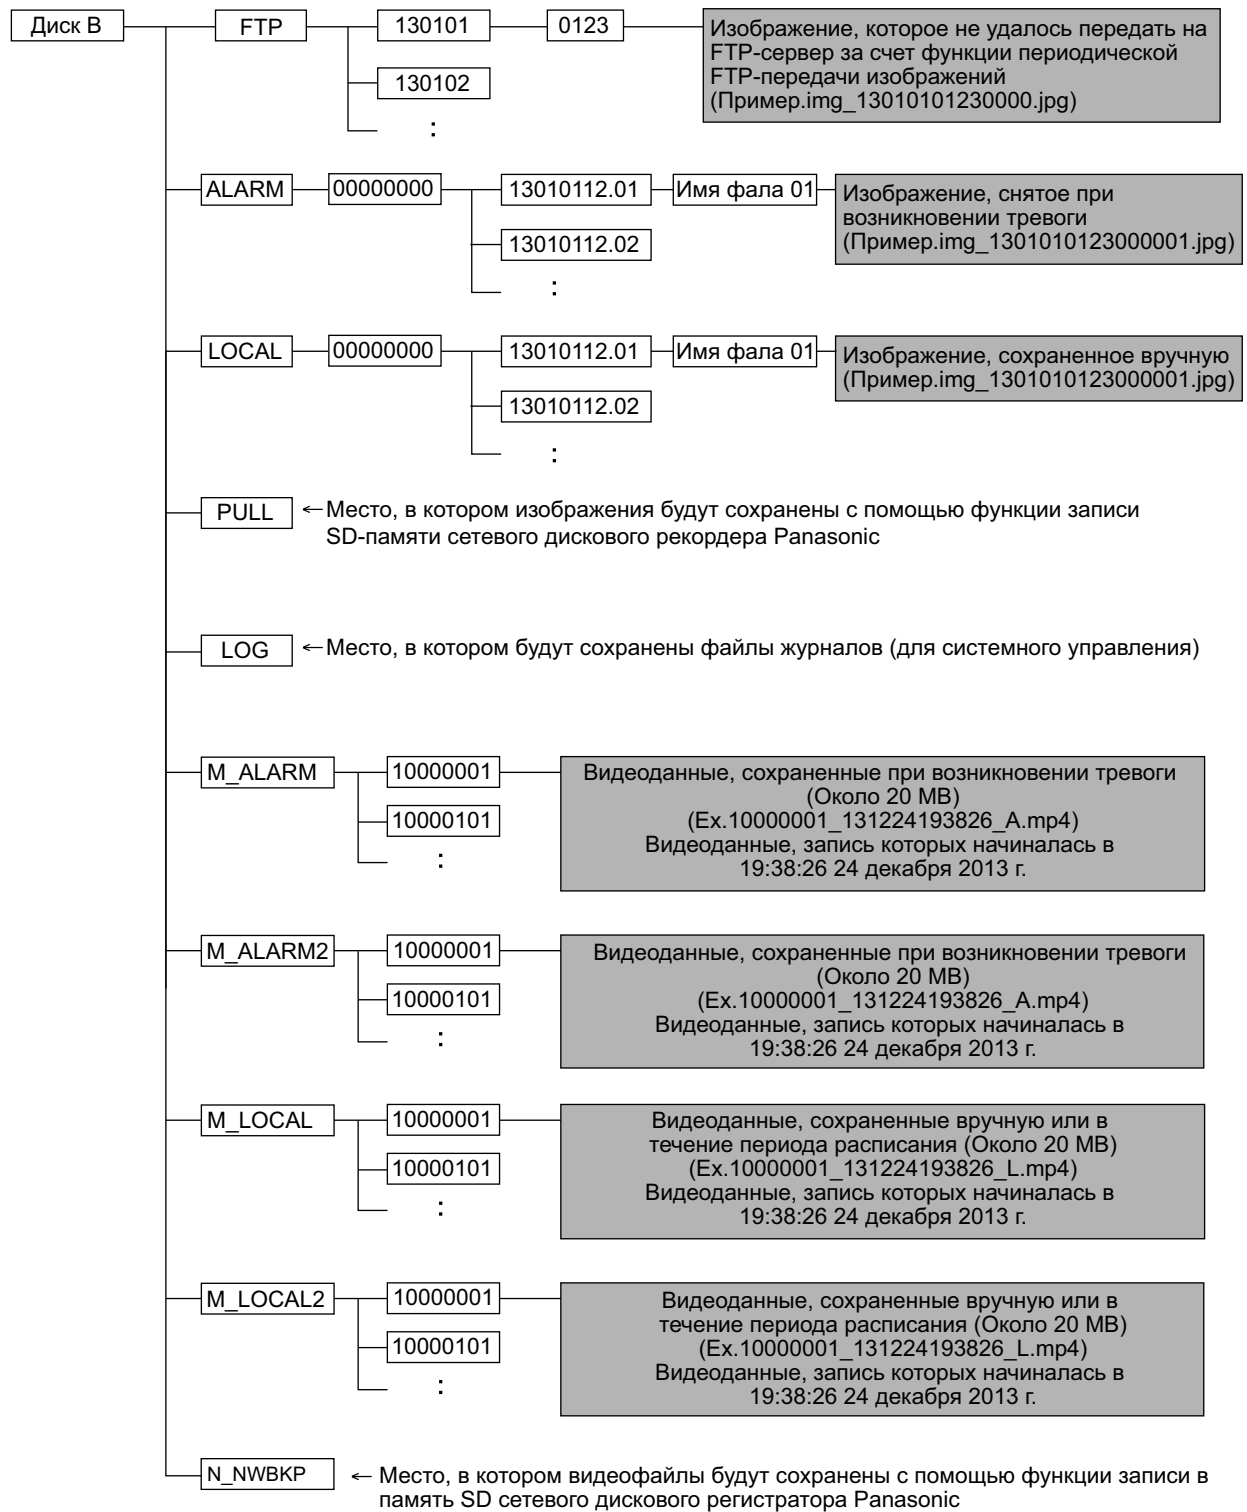 Диск B
FTP
130101
0123
Изображение, которое не удалось передать на
FTP-сервер за счет функции периодической
FTP-передачи изображений
(Пример.img_13010101230000.jpg)
130102
:
ALARM
00000000
13010112.01
Имя фала 01
Изображение, снятое при
возникновении тревоги
(Пример.img_1301010123000001.jpg)
13010112.02
:
LOCAL
00000000
13010112.01
Имя фала 01
Изображение, сохраненное вручную
(Пример.img_1301010123000001.jpg)
13010112.02
:
PULL
←Место, в котором изображения будут сохранены с помощью функции записи
SD-памяти сетевого дискового рекордера Panasonic
LOG
←Место, в котором будут сохранены файлы журналов (для системного управления)
M_ALARM
10000001
Видеоданные, сохраненные при возникновении тревоги
(Около 20 MB)
(Ex.10000001_131224193826_A.mp4)
Видеоданные, запись которых начиналась в
19:38:26 24 декабря 2013 г.
10000101
:
M_ALARM2
10000001
Видеоданные, сохраненные при возникновении тревоги
(Около 20 MB)
(Ex.10000001_131224193826_A.mp4)
Видеоданные, запись которых начиналась в
19:38:26 24 декабря 2013 г.
10000101
:
M_LOCAL
10000001
Видеоданные, сохраненные вручную или в
течение периода расписания (Около 20 MB)
(Ex.10000001_131224193826_L.mp4)
Видеоданные, запись которых начиналась в
19:38:26 24 декабря 2013 г.
10000101
:
M_LOCAL2
10000001
Видеоданные, сохраненные вручную или в
течение периода расписания (Около 20 MB)
(Ex.10000001_131224193826_L.mp4)
Видеоданные, запись которых начиналась в
19:38:26 24 декабря 2013 г.
10000101
:
N_NWBKP
← Место, в котором видеофайлы будут сохранены с помощью функции записи в
память SD сетевого дискового регистратора Panasonic